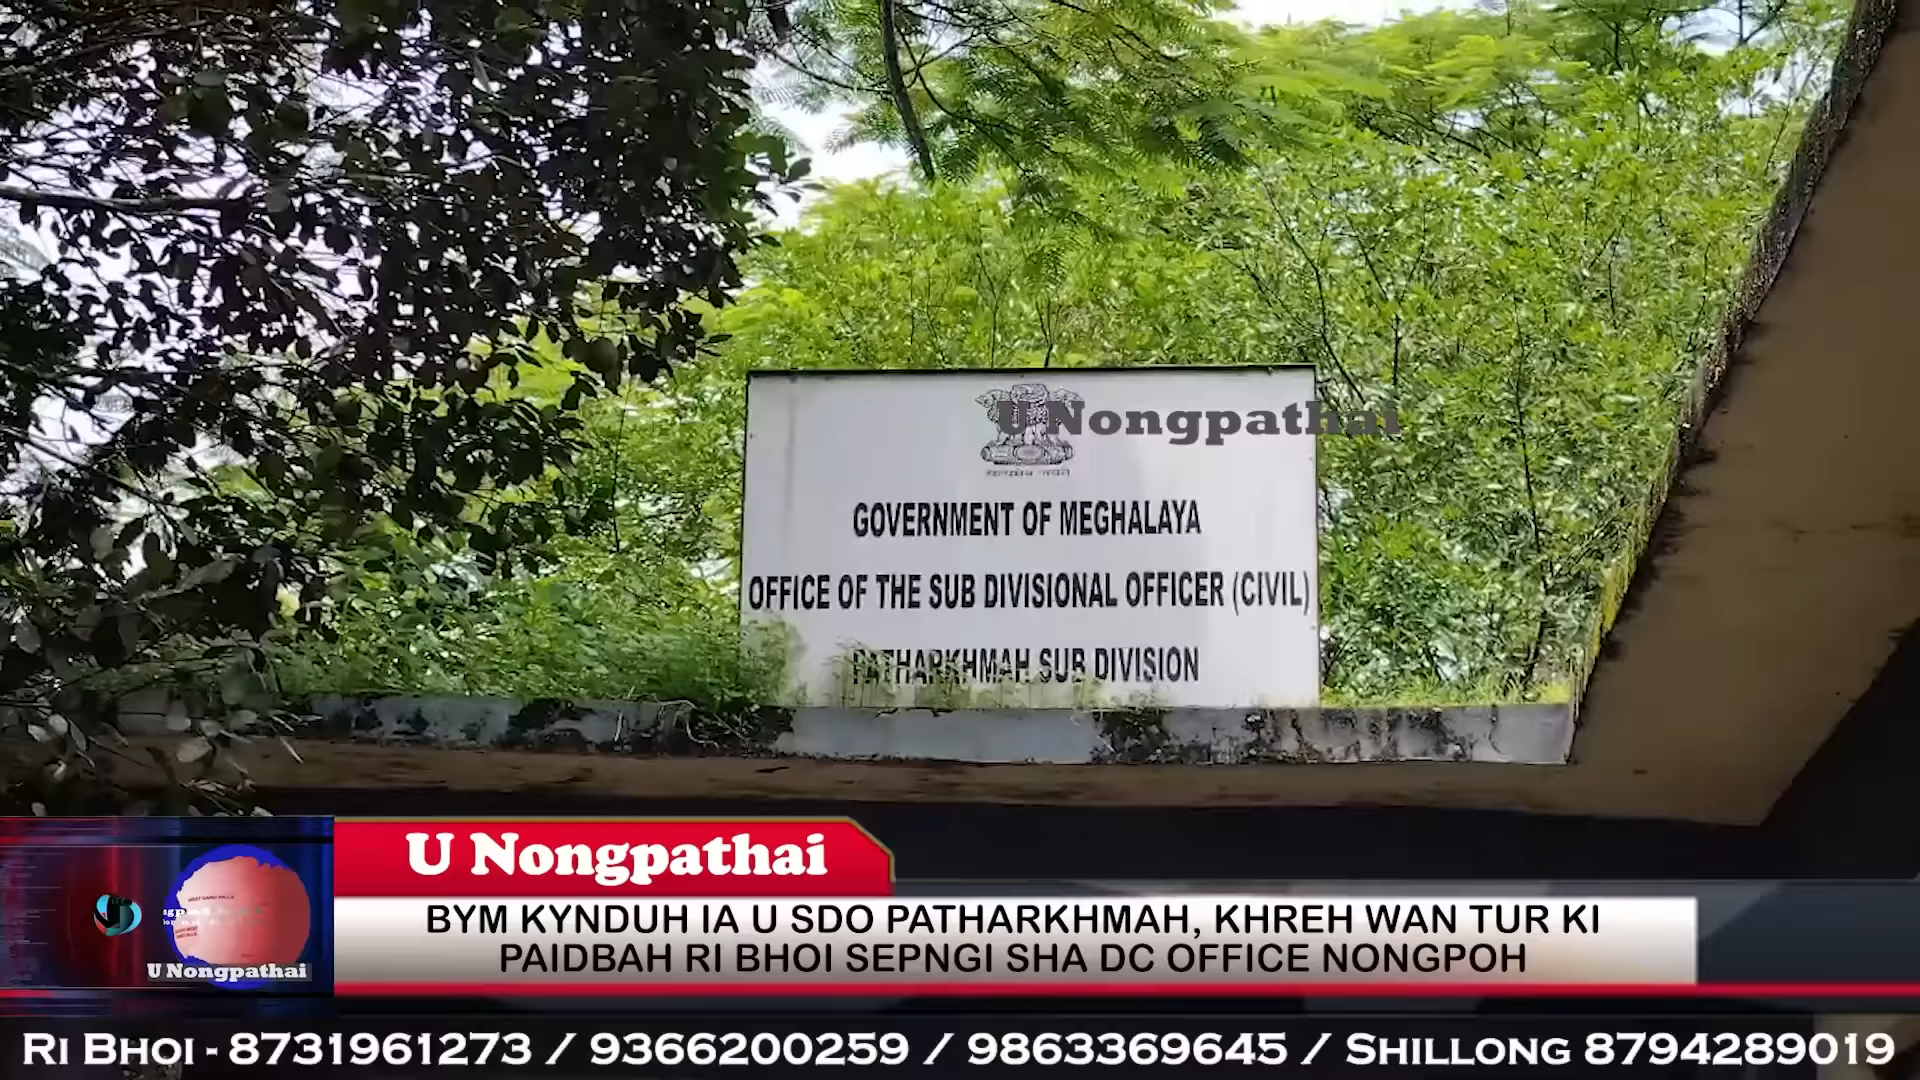 U Nongpathai
GOVERNMENT OF MEGHALAYA
OFFICE OF THE SUB DIVISIONAL OFFICER (CIVIL)
PATHARKHMAH SUB DIVISION
U Nongpathai
BYM KYNDUH IA U SDO PATHARKHMAH, KHREH WAN TUR KI
PAIDBAH RI BHOI SEPNGI SHA DC OFFICE NONGPOH
U Nongpathai
RI BHOI - 8731961273 / 9366200259 / 9863369645 / SHILLONG 8794289019